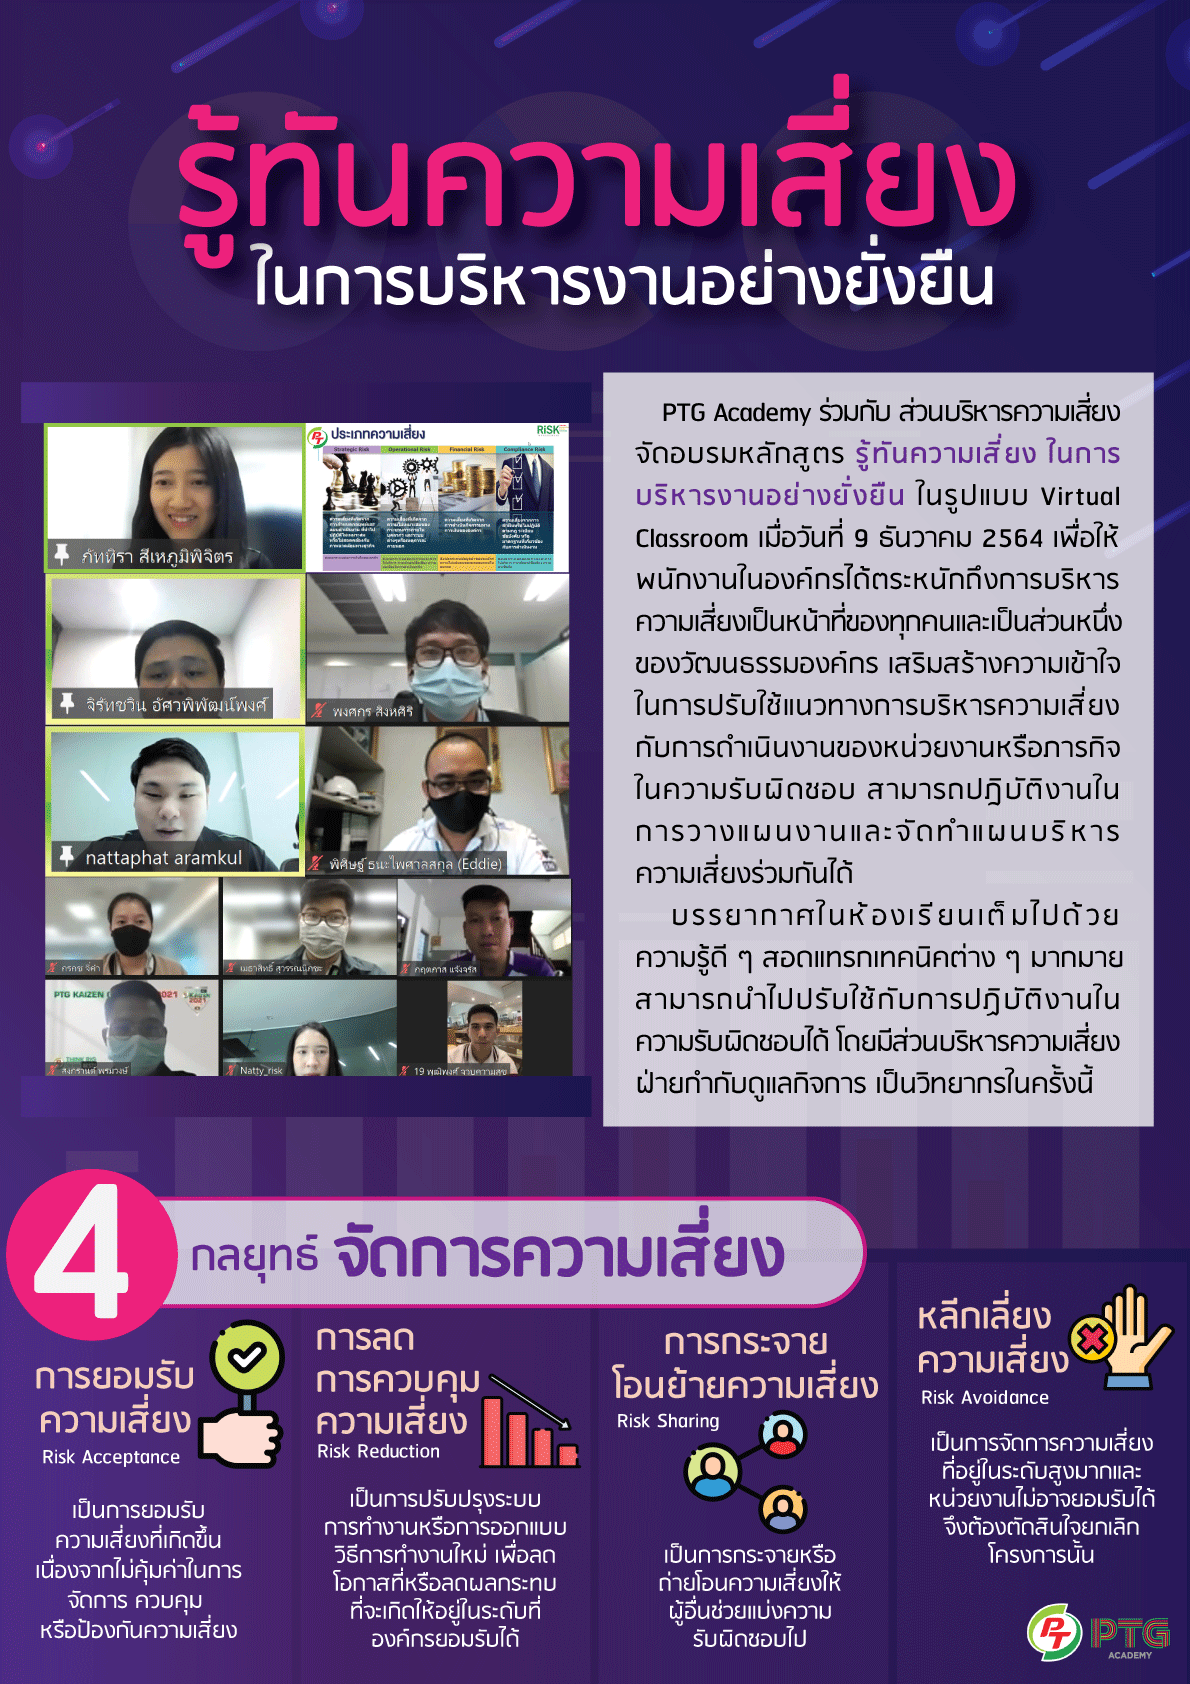 รู้ทันความเสี่ยง
ในการบริหารงานอย่างยั่งยืน
PTG Academy ร่วมกับ ส่วนบริหารความเสี่ยง
จัดอบรมหลักสูตร รู้ทันความเสี่ยง ในการ
บริหารงานอย่างยั่งยืน ในรูปแบบ Virtual
Classroom เมื่อวันที่ 9 ธันวาคม 2564 เพื่อให้
พนักงานในองค์กรได้ตระหนักถึงการบริหาร
ความเสี่ยงเป็นหน้าที่ของทุกคนและเป็นส่วนหนึ่ง
ของวัฒนธรรมองค์กร เสริมสร้างความเข้าใจ
ในการปรับใช้แนวทางการบริหารความเสี่ยง
กับการดำเนินงานของหน่วยงานหรือภารกิจ
ในความรับผิดชอบ สามารถปฏิบัติงานใน
การวางแผนงานและจัดทำแผนบริหาร
ความเสี่ยงร่วมกันได้
บรรยากาศในห้องเรียนเต็มไปด้วย
ความรู้ดี ๆ สอดแทรกเทคนิคต่าง ๆ มากมาย
สามารถนำไปปรับใช้กับการปฏิบัติงานใน
ความรับผิดชอบได้ โดยมีส่วนบริหารความเสี่ยง
ฝ่ายกำกับดูแลกิจการ เป็นวิทยากรในครั้งนี้
PT ประเภทความเสี่ยง
RiSK
Strategic Risk
Operational Risk
Financial Risk
Compliance Risk
ภัทหิรา สีเหภูมิพิจิตร
จิรัทชวิน อัศวพิพัฒน์พงศ์
พงศกร สิงหศิริ
nattaphat aramkul
พิศิษฐ์ ธนะไพศาลสกุล (Eddie)
กฤตภาส แจ้งจรัส
PTG KAIZEN
2021
สงกรานต์ พรมวงษ์
Natty_risk
4 กลยุทธ์ จัดการความเสี่ยง
การยอมรับ
ความเสี่ยง
Risk Acceptance
เป็นการยอมรับ
ความเสี่ยงที่เกิดขึ้น
เนื่องจากไม่คุ้มค่าในการ
จัดการ ควบคุม
หรือป้องกันความเสี่ยง
การลด
การควบคุม
ความเสี่ยง
Risk Reduction
เป็นการปรับปรุงระบบ
การทำงานหรือการออกแบบ
วิธีการทำงานใหม่ เพื่อลด
โอกาสที่หรือลดผลกระทบ
ที่จะเกิดให้อยู่ในระดับที่
องค์กรยอมรับได้
การกระจาย
โอนย้ายความเสี่ยง
Risk Sharing
เป็นการกระจายหรือ
ถ่ายโอนความเสี่ยงให้
ผู้อื่นช่วยแบ่งความ
รับผิดชอบไป
หลีกเลี่ยง
ความเสี่ยง
Risk Avoidance
เป็นการจัดการความเสี่ยง
ที่อยู่ในระดับสูงมากและ
หน่วยงานไม่อาจยอมรับได้
จึงต้องตัดสินใจยกเลิก
โครงการนั้น
PT PTG
ACADEMY